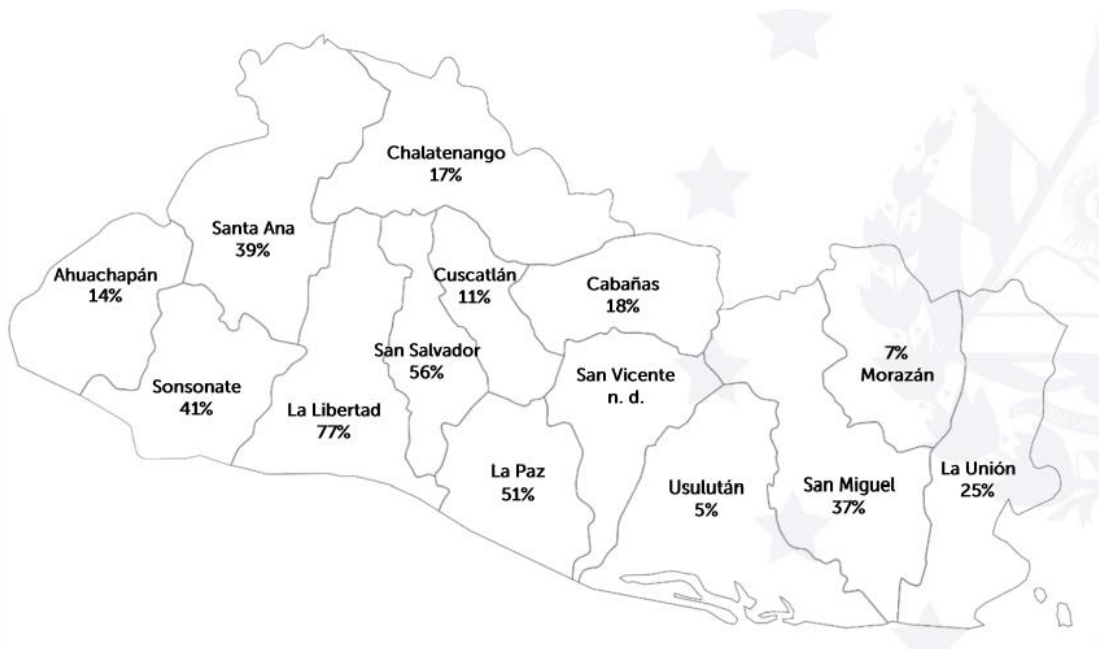 Chalatenango
17%
Santa Ana
39%
Ahuachapán
14%
Cuscatlán
11%
Cabañas
18%
San Salvador
56%
Sonsonate
41%
La Libertad
77%
San Vicente
n. d.
7%
Morazán
La Paz
51%
Usulután
5%
San Miguel
37%
La Unión
25%